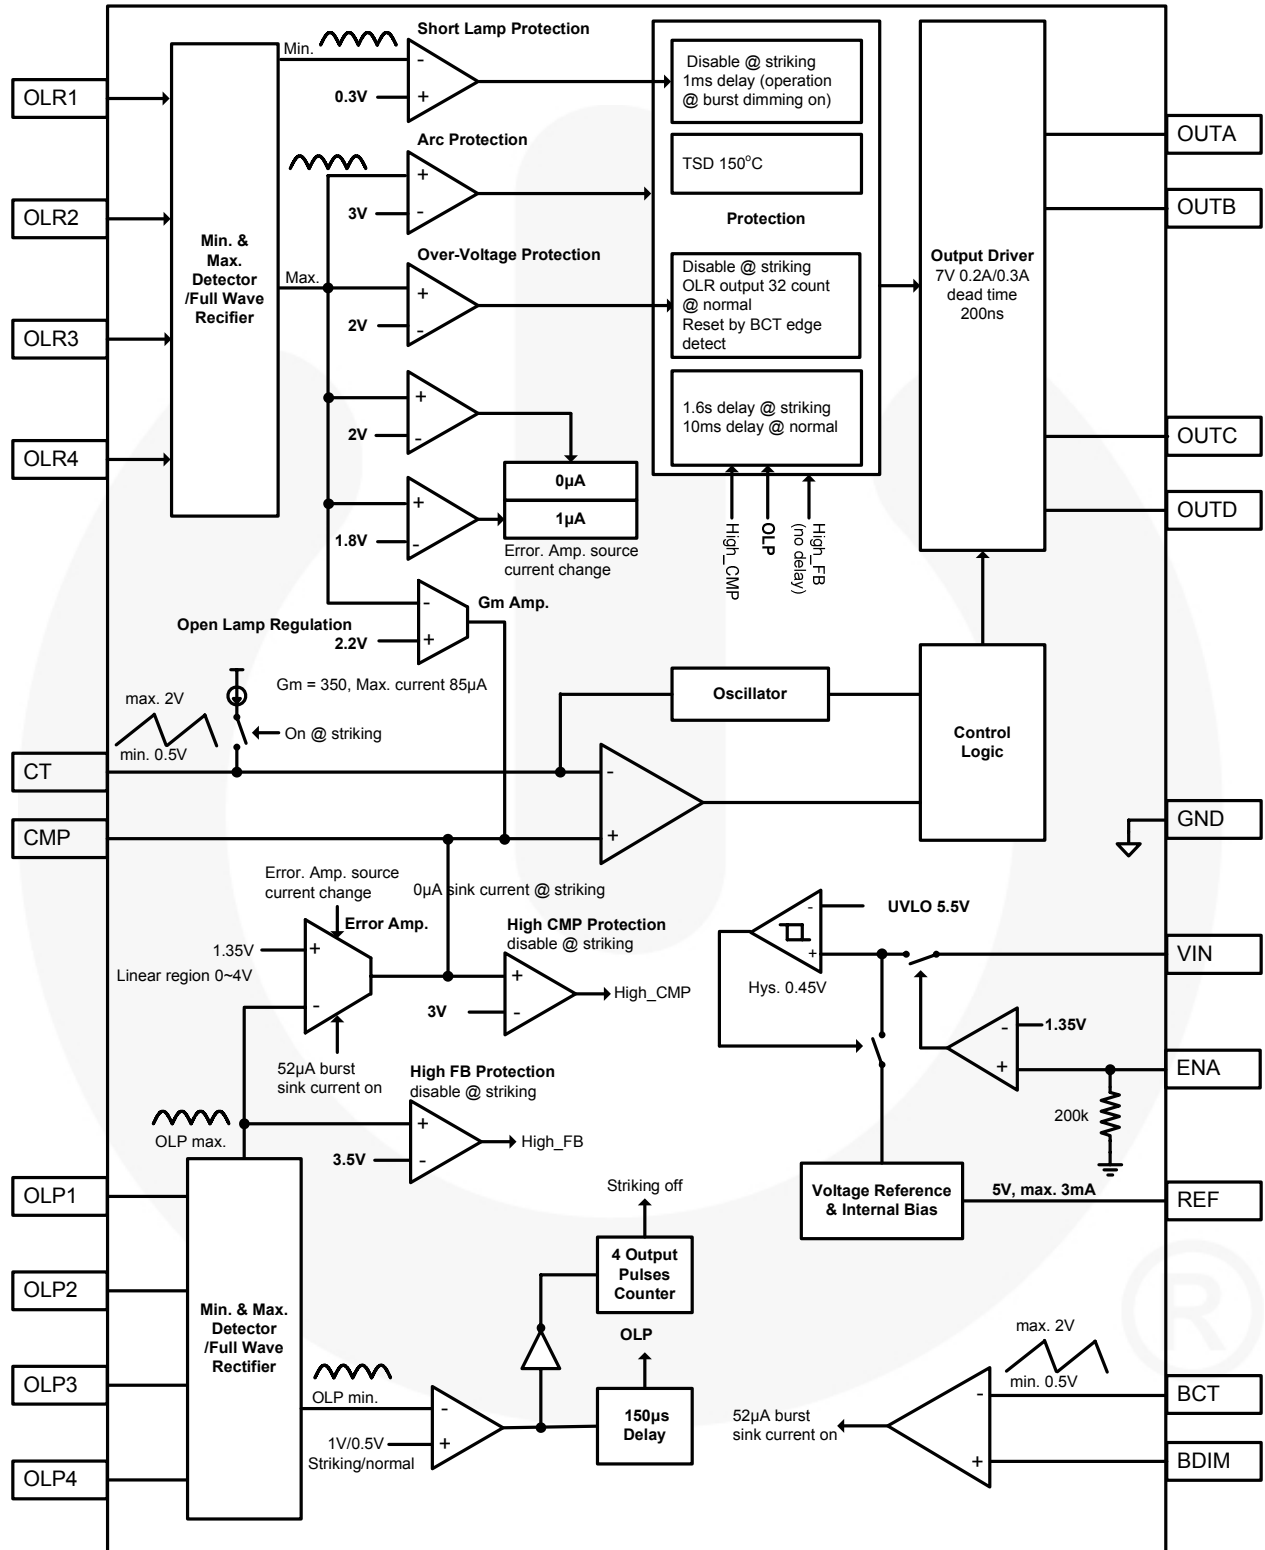 Short Lamp Protection
Min.
-
+
0.3V
Disable @ striking
1ms delay (operation
@ burst dimming on)
OLR1
OUTA
Arc Protection
+
-
3V
TSD 150°C
OLR2
OUTB
Protection
Min. &
Max.
Detector
/Full Wave
Recifier
Max.
Over-Voltage Protection
+
-
2V
Disable @ striking
OLR output 32 count
@ normal
Reset by BCT edge
detect
Output Driver
7V 0.2A/0.3A
dead time
200ns
OLR3
+
-
2V
1.6s delay @ striking
10ms delay @ normal
OUTC
OLR4
0µA
1µA
Error. Amp. source
current change
+
-
1.8V
OUTD
High_CMP
OLP
High_FB
(no delay)
Gm Amp.
-
+
Open Lamp Regulation
2.2V
Gm = 350, Max. current 85µA
Oscillator
max. 2V
min. 0.5V
On @ striking
Control
Logic
CT
-
+
CMP
GND
Error. Amp. source
current change
0µA sink current @ striking
Error Amp.
1.35V
+
-
Linear region 0~4V
High CMP Protection
disable @ striking
+
-
3V
High_CMP
UVLO 5.5V
-
+
Hys. 0.45V
VIN
-
+
1.35V
ENA
200k
52µA burst
sink current on
High FB Protection
disable @ striking
+
-
3.5V
High_FB
OLP max.
OLP1
Striking off
Voltage Reference
& Internal Bias
5V, max. 3mA
REF
4 Output
Pulses
Counter
OLP2
Min. & Max.
Detector
/Full Wave
Rectifier
OLP
®
max. 2V
min. 0.5V
OLP3
OLP min.
-
+
1V/0.5V
Striking/normal
150µs
Delay
52µA burst
sink current on
-
+
BCT
BDIM
OLP4